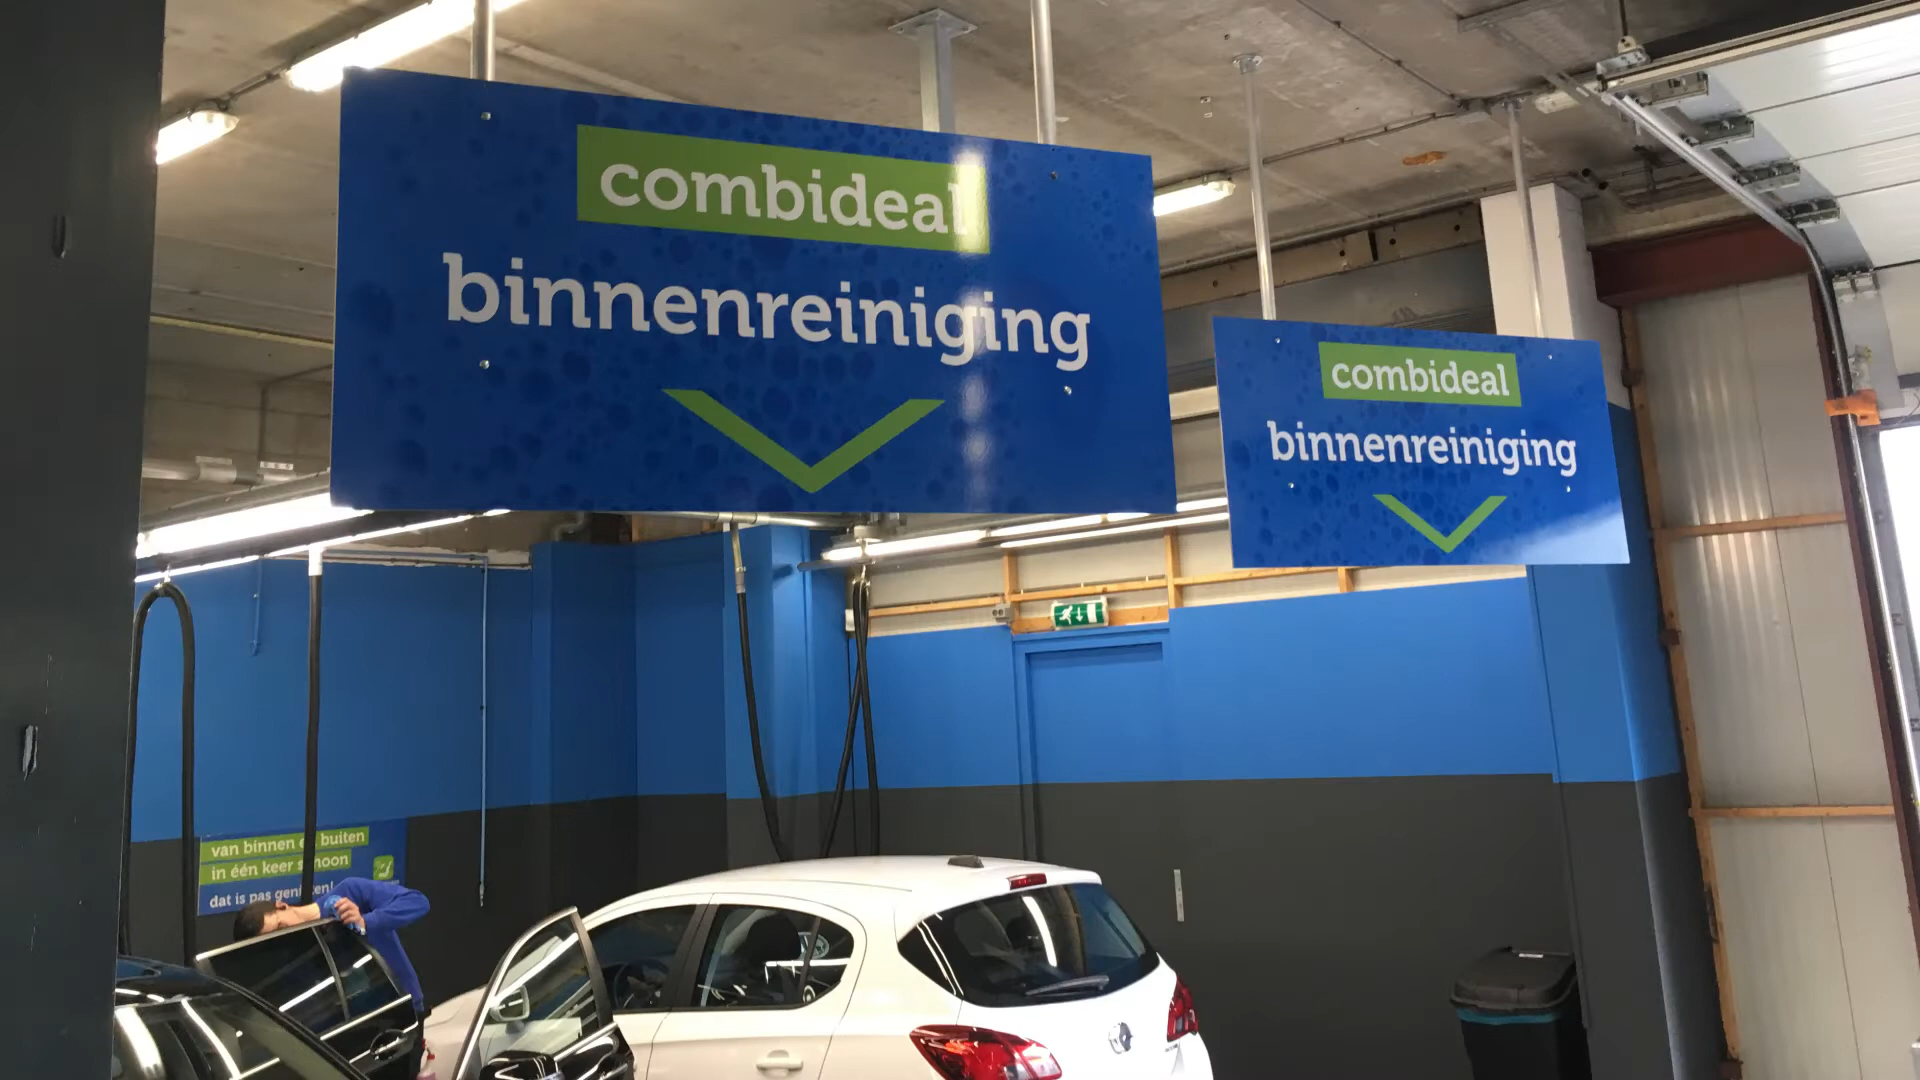 combideal
binnenreiniging
combideal
binnenreiniging
van binnen en buiten
in één keer schoon
dat is pas genieten!